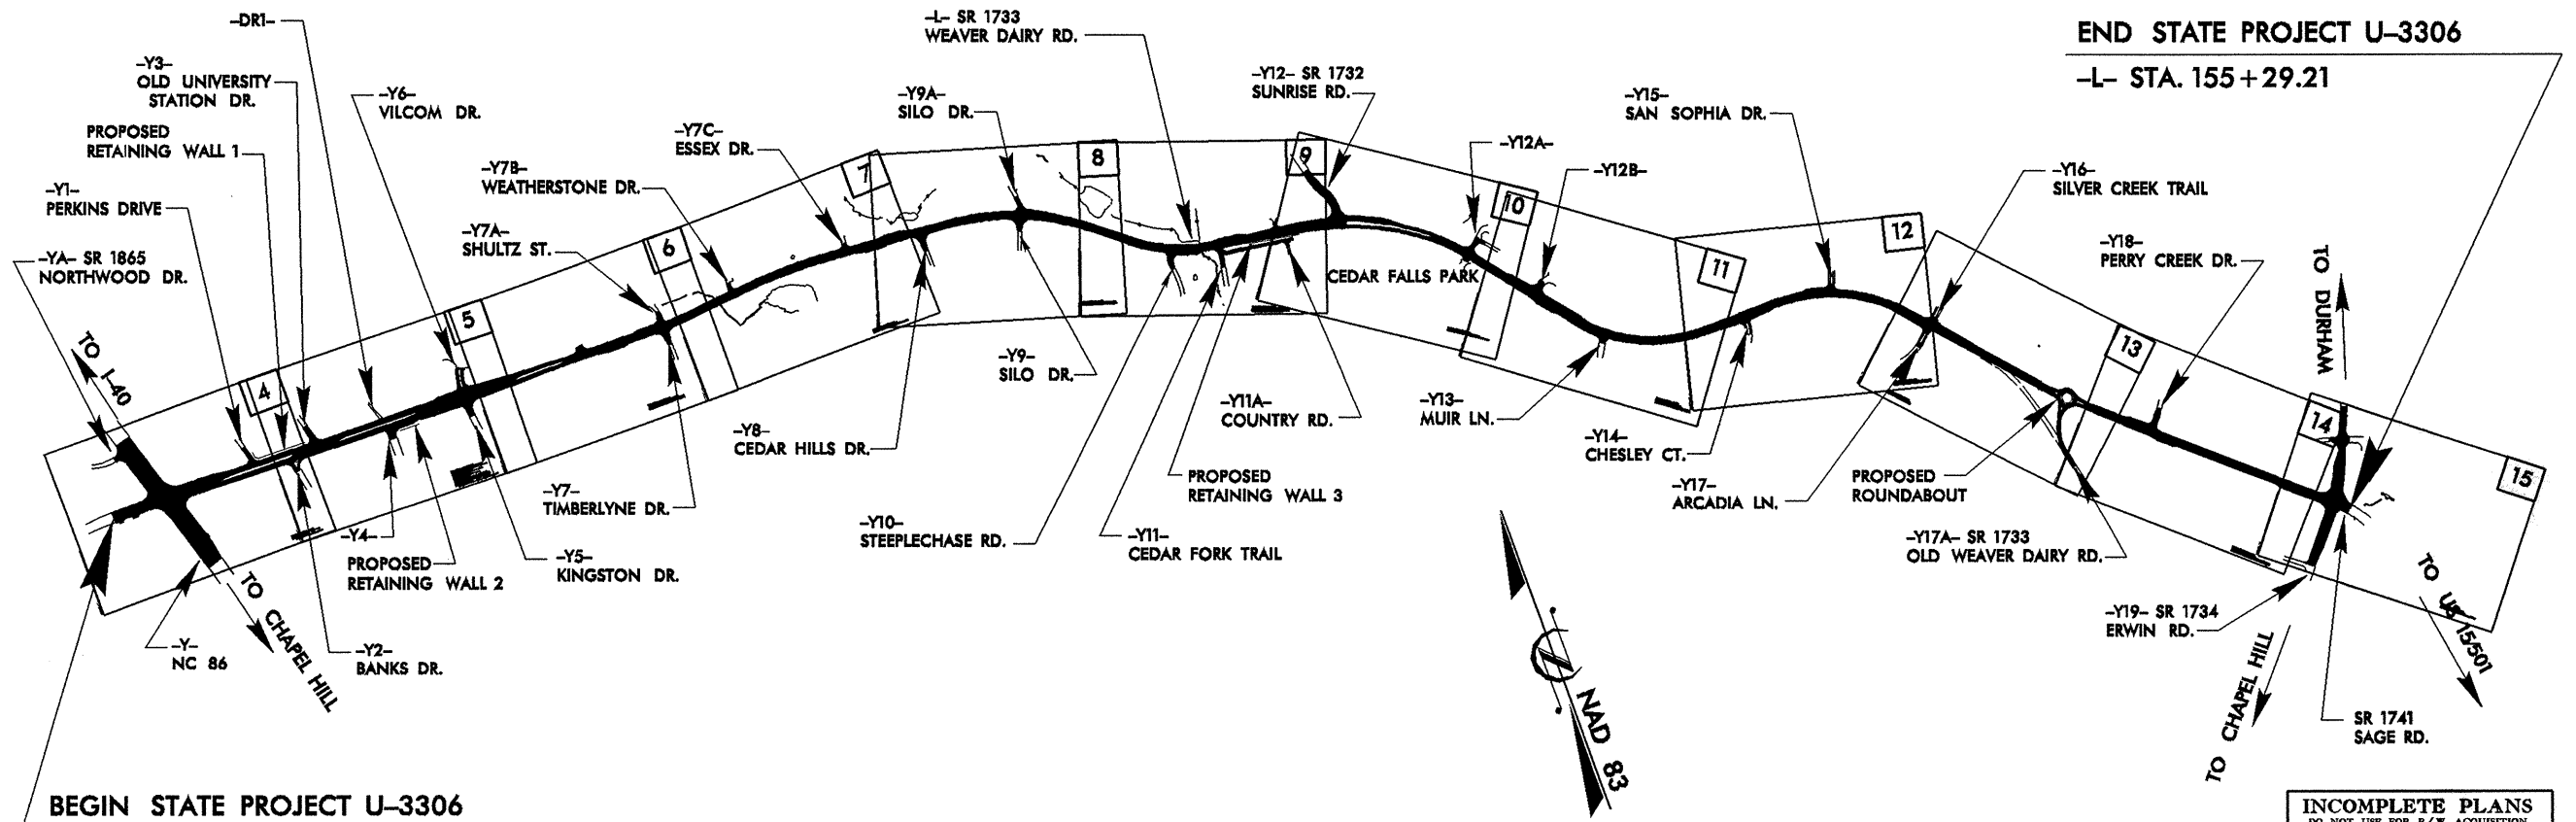 -DR1-
-L- SR 1733
WEAVER DAIRY RD.
END STATE PROJECT U-3306
-L- STA. 155+29.21
-Y3-
OLD UNIVERSITY
STATION DR.
-Y6-
VILCOM DR.
-Y9A-
SILO DR.
-Y12- SR 1732
SUNRISE RD.
-Y15-
SAN SOPHIA DR.
PROPOSED
RETAINING WALL 1
-Y7C-
ESSEX DR.
-Y12A-
-Y7B-
WEATHERSTONE DR.
-Y12B-
-Y16-
SILVER CREEK TRAIL
-Y1-
PERKINS DRIVE
-Y7A-
SHULTZ ST.
-Y18-
PERRY CREEK DR.
-YA- SR 1865
NORTHWOOD DR.
4
5
6
7
8
9
10
11
12
13
14
15
CEDAR FALLS PARK
TO I-40
TO DURHAM
-Y9-
SILO DR.
-Y8-
CEDAR HILLS DR.
-Y11A-
COUNTRY RD.
-Y13-
MUIR LN.
-Y14-
CHESLEY CT.
PROPOSED
RETAINING WALL 3
-Y17-
ARCADIA LN.
PROPOSED
ROUNDABOUT
-Y7-
TIMBERLYNE DR.
-Y10-
STEEPLECHASE RD.
-Y11-
CEDAR FORK TRAIL
-Y17A- SR 1733
OLD WEAVER DAIRY RD.
-Y4-
PROPOSED
RETAINING WALL 2
-Y5-
KINGSTON DR.
-Y-
NC 86
TO CHAPEL HILL
-Y2-
BANKS DR.
-Y19- SR 1734
ERWIN RD.
TO US 15/501
TO CHAPEL HILL
SR 1741
SAGE RD.
NAD 83
BEGIN STATE PROJECT U-3306
INCOMPLETE PLANS
DO NOT USE FOR R/W ACQUISITION